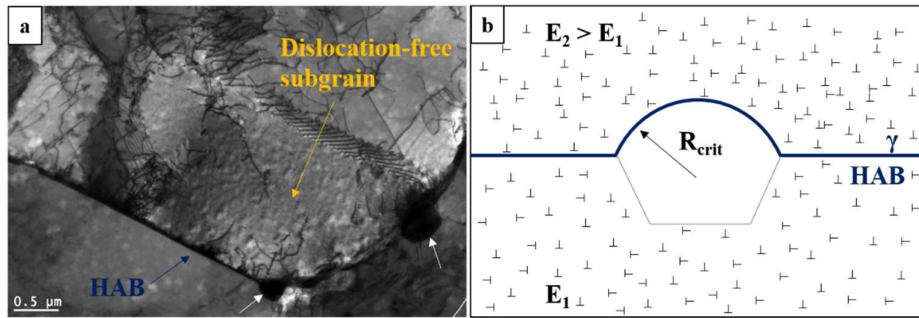 a
Dislocation-free
subgrain
HAB
0.5 μm
b
E₂ > E₁
R_crit
γ
HAB
E₁